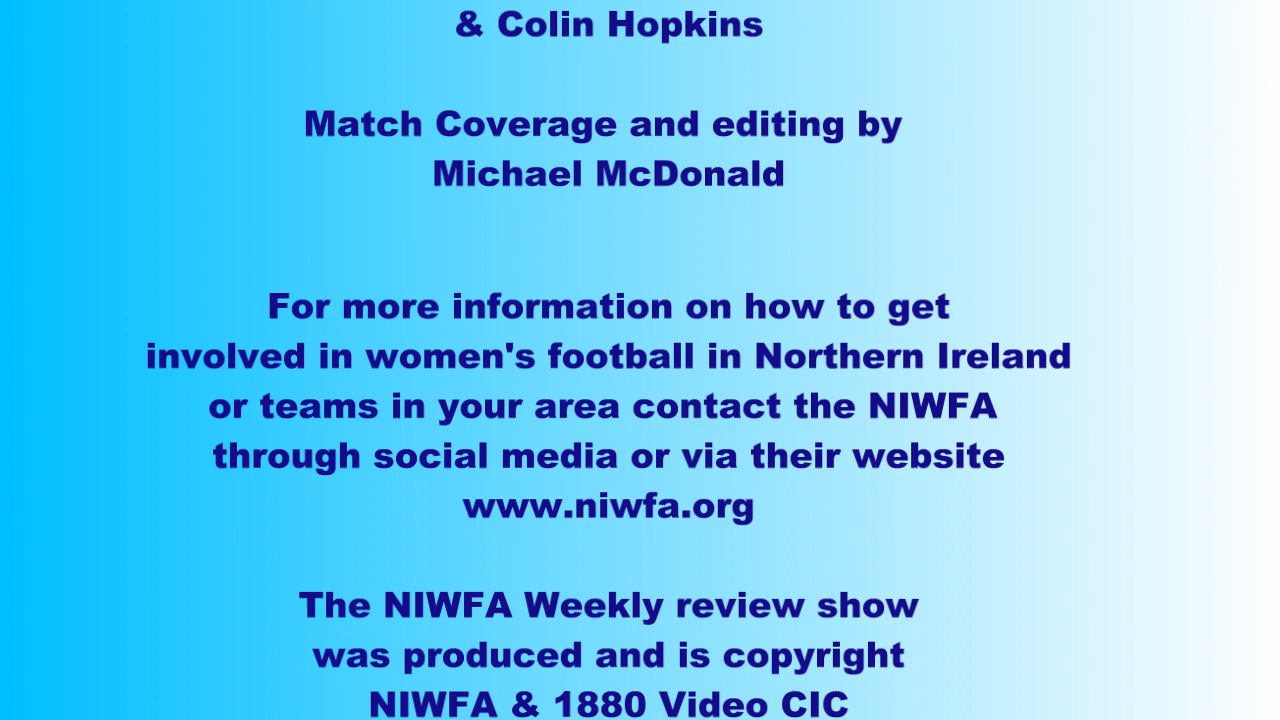 & Colin Hopkins
Match Coverage and editing by
Michael McDonald
For more information on how to get
involved in women's football in Northern Ireland
or teams in your area contact the NIWFA
through social media or via their website
www.niwfa.org
The NIWFA Weekly review show
was produced and is copyright
NIWFA & 1880 Video CIC